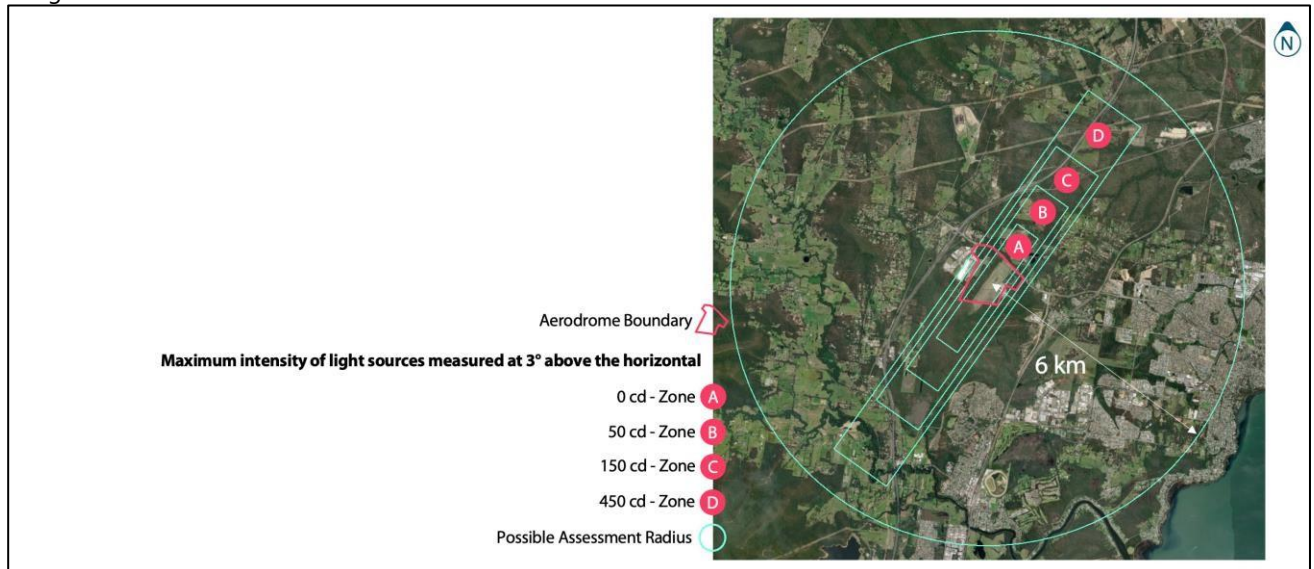 N
D
C
B
A
6 km
Aerodrome Boundary
Maximum intensity of light sources measured at 3° above the horizontal
0 cd - Zone A
50 cd - Zone B
150 cd - Zone C
450 cd - Zone D
Possible Assessment Radius